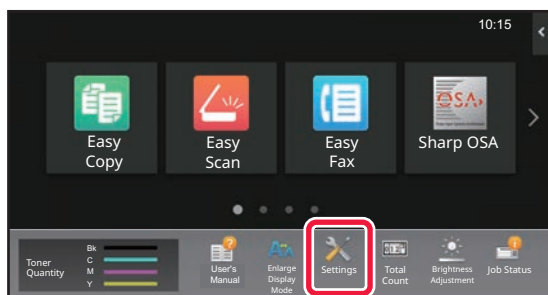 10:15
Easy
Copy
Easy
Scan
Easy
Fax
OSA
Sharp OSA
Toner
Quantity
Bk
C
M
Y
User's
Manual
Enlarge
Display
Mode
Settings
Total
Count
Brightness
Adjustment
Job Status